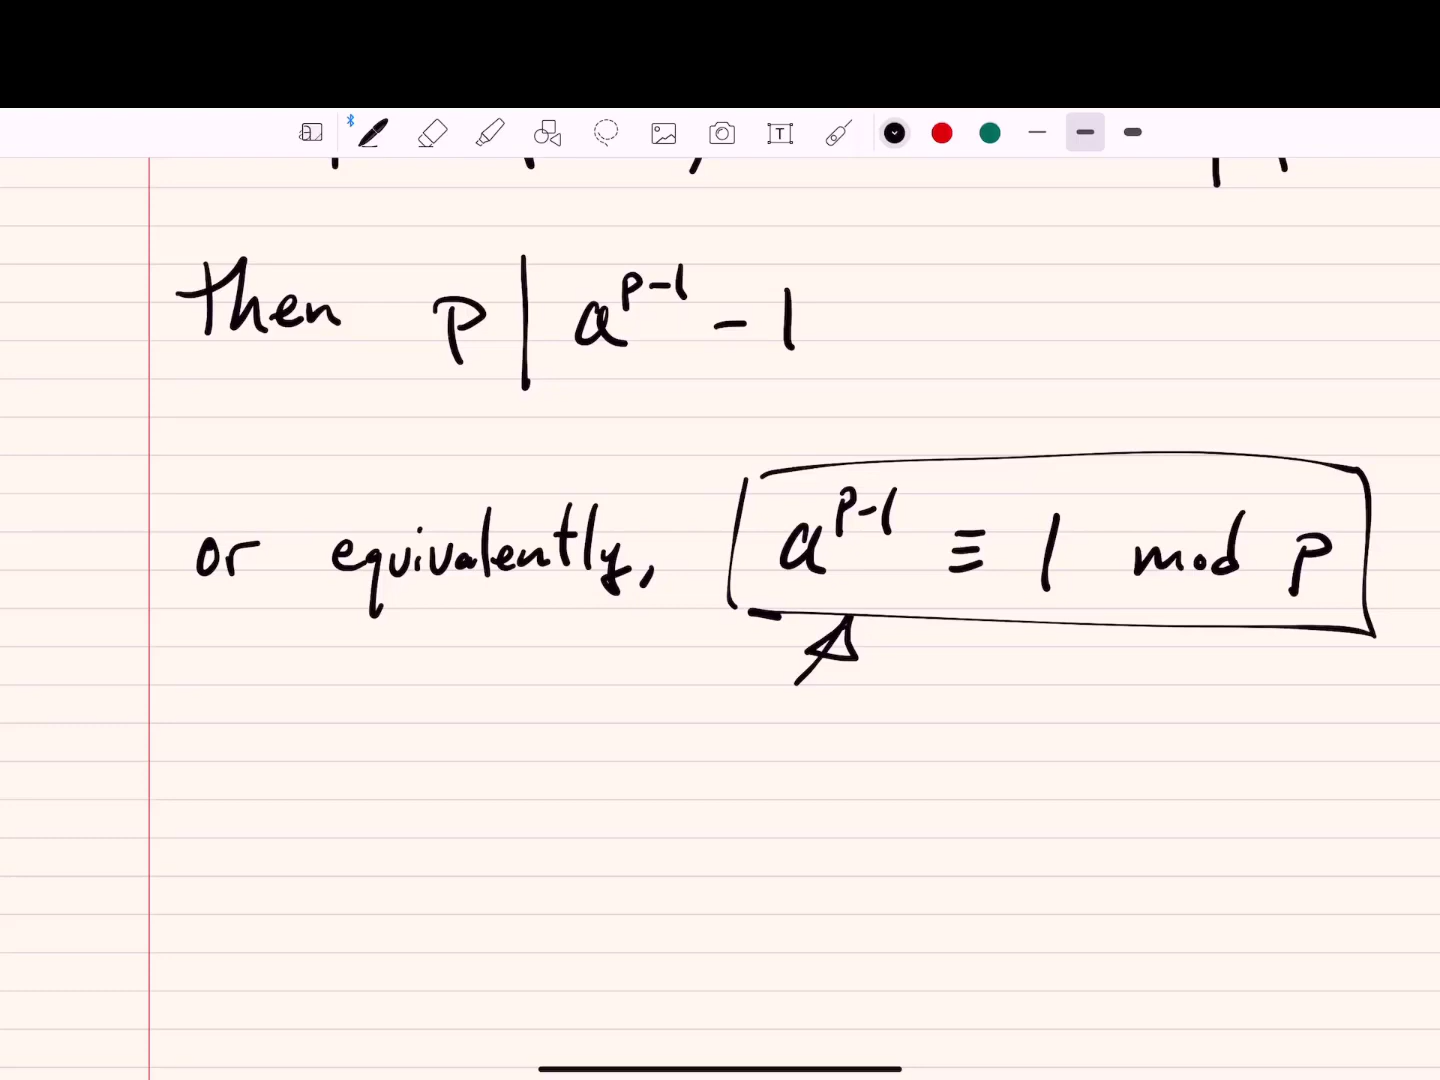 then p | a^{p-1} - 1
or equivalently, a^{p-1} ≡ 1 mod p